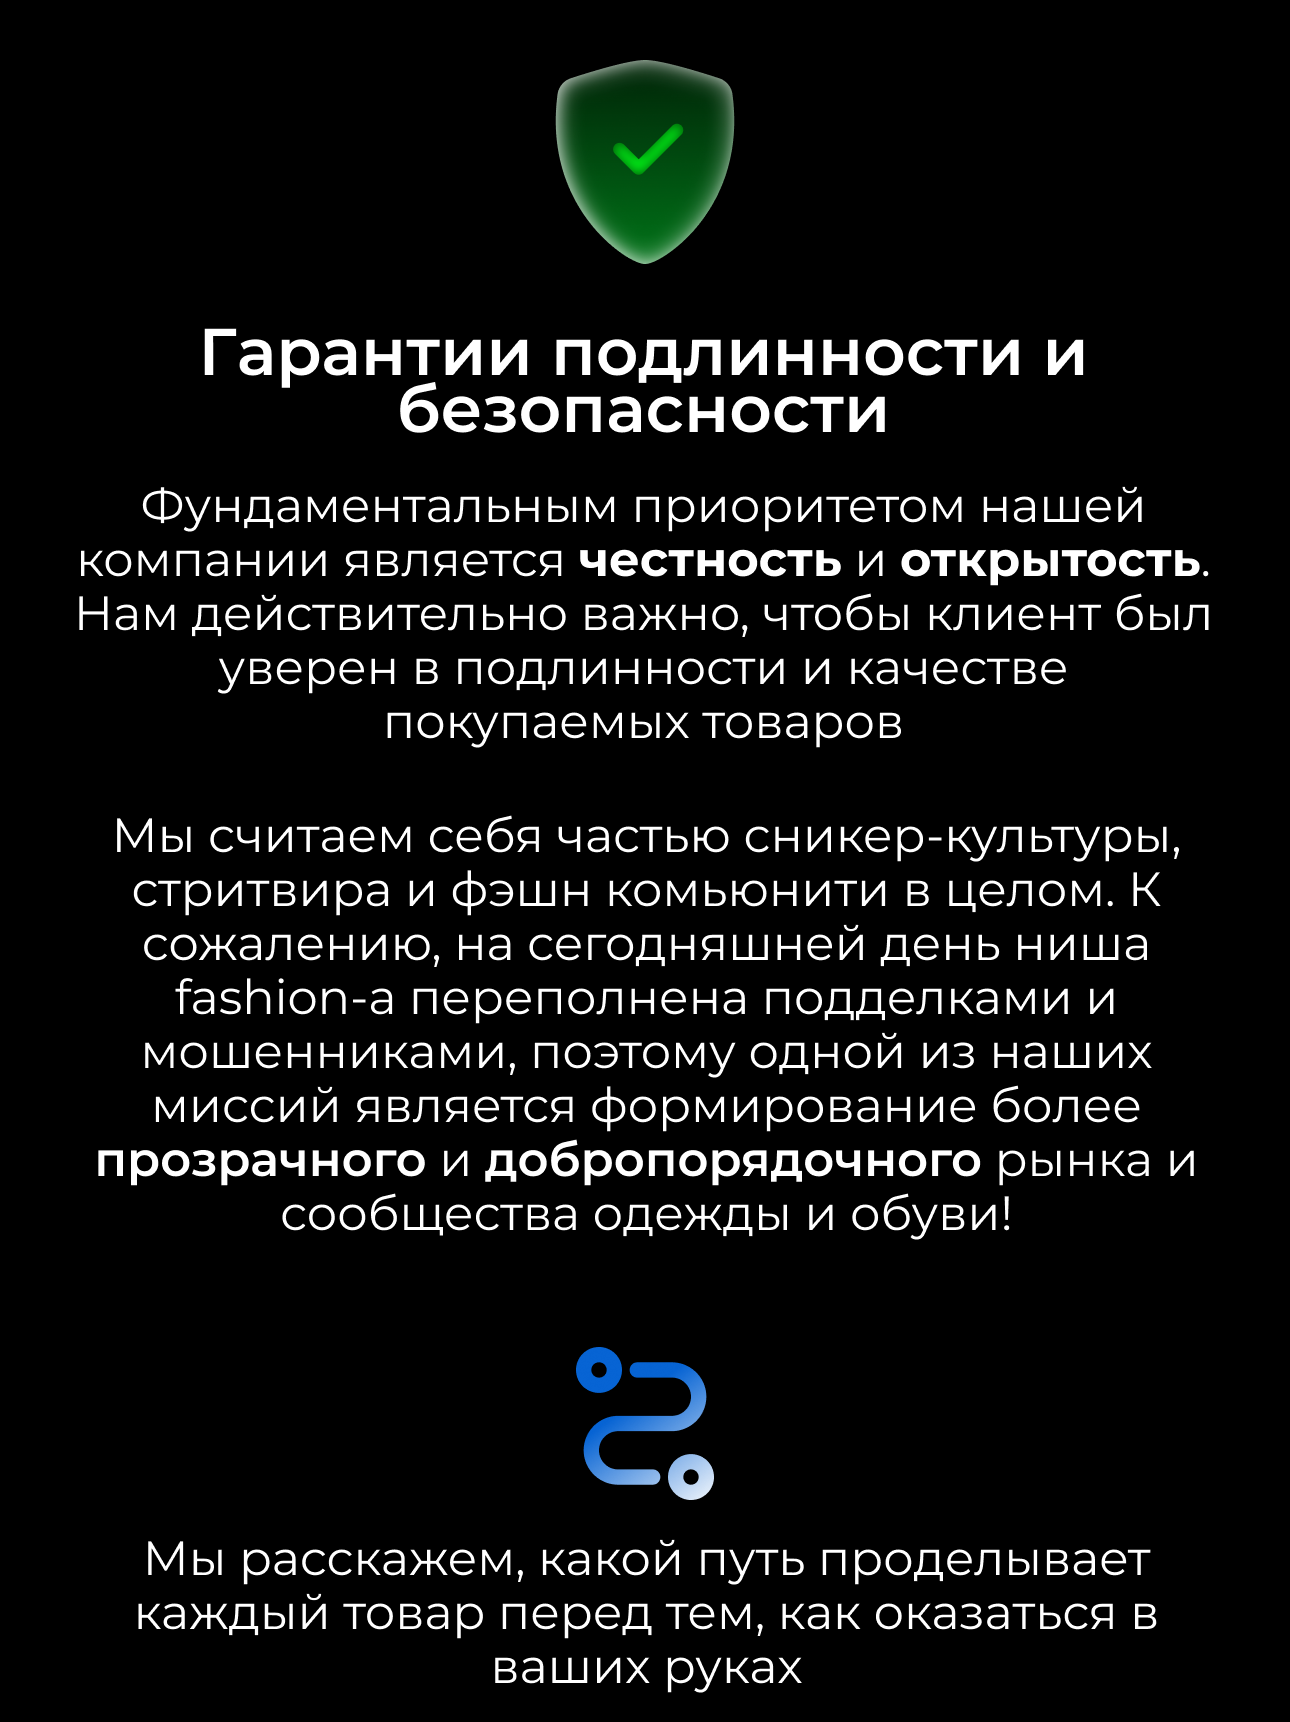 Гарантии подлинности и
безопасности
Фундаментальным приоритетом нашей
компании является честность и открытость.
Нам действительно важно, чтобы клиент был
уверен в подлинности и качестве
покупаемых товаров
Мы считаем себя частью сникер-культуры,
стритвира и фэшн комьюнити в целом. К
сожалению, на сегодняшней день ниша
fashion-а переполнена подделками и
мошенниками, поэтому одной из наших
миссий является формирование более
прозрачного и добропорядочного рынка и
сообщества одежды и обуви!
Мы расскажем, какой путь проделывает
каждый товар перед тем, как оказаться в
ваших руках